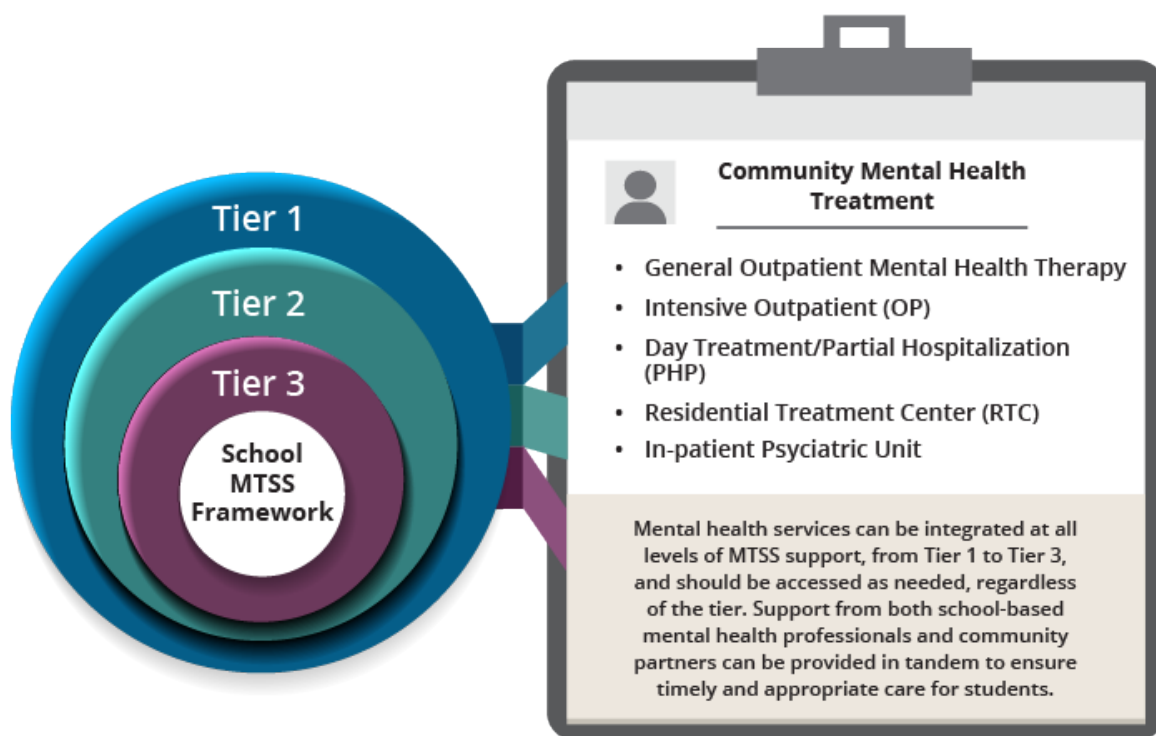 Tier 1
Tier 2
Tier 3
School
MTSS
Framework
Community Mental Health
Treatment
• General Outpatient Mental Health Therapy
• Intensive Outpatient (OP)
• Day Treatment/Partial Hospitalization
(PHP)
• Residential Treatment Center (RTC)
• In-patient Psyciatric Unit
Mental health services can be integrated at all
levels of MTSS support, from Tier 1 to Tier 3,
and should be accessed as needed, regardless
of the tier. Support from both school-based
mental health professionals and community
partners can be provided in tandem to ensure
timely and appropriate care for students.